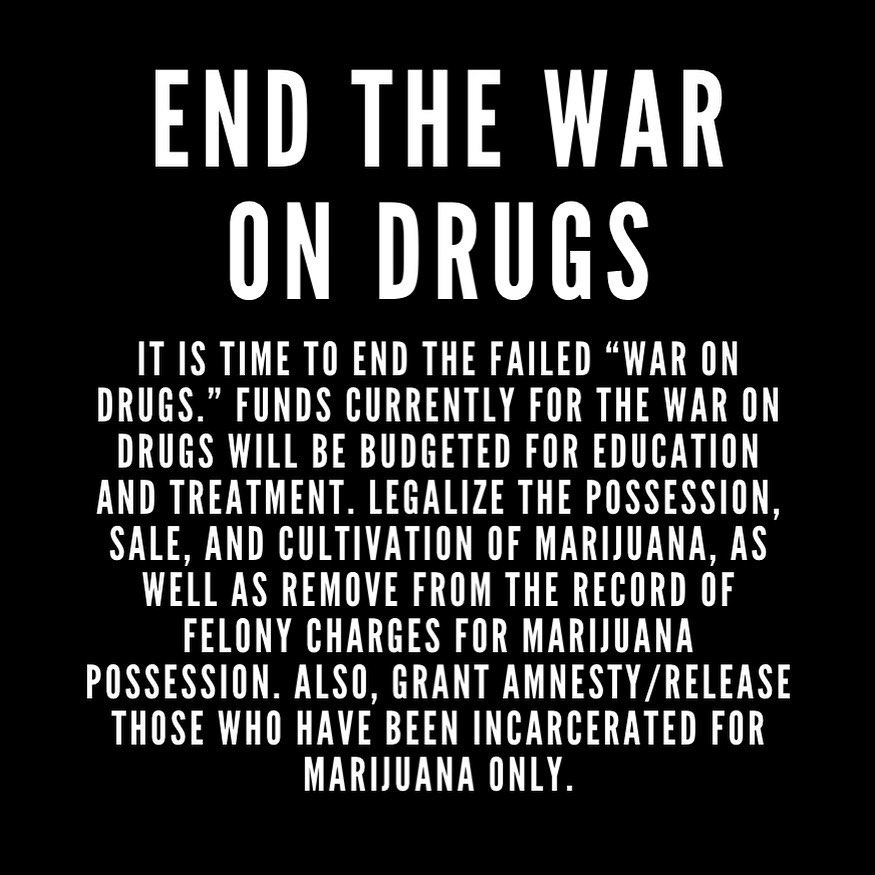 END THE WAR
ON DRUGS
IT IS TIME TO END THE FAILED “WAR ON
DRUGS.” FUNDS CURRENTLY FOR THE WAR ON
DRUGS WILL BE BUDGETED FOR EDUCATION
AND TREATMENT. LEGALIZE THE POSSESSION,
SALE, AND CULTIVATION OF MARIJUANA, AS
WELL AS REMOVE FROM THE RECORD OF
FELONY CHARGES FOR MARIJUANA
POSSESSION. ALSO, GRANT AMNESTY/RELEASE
THOSE WHO HAVE BEEN INCARCERATED FOR
MARIJUANA ONLY.